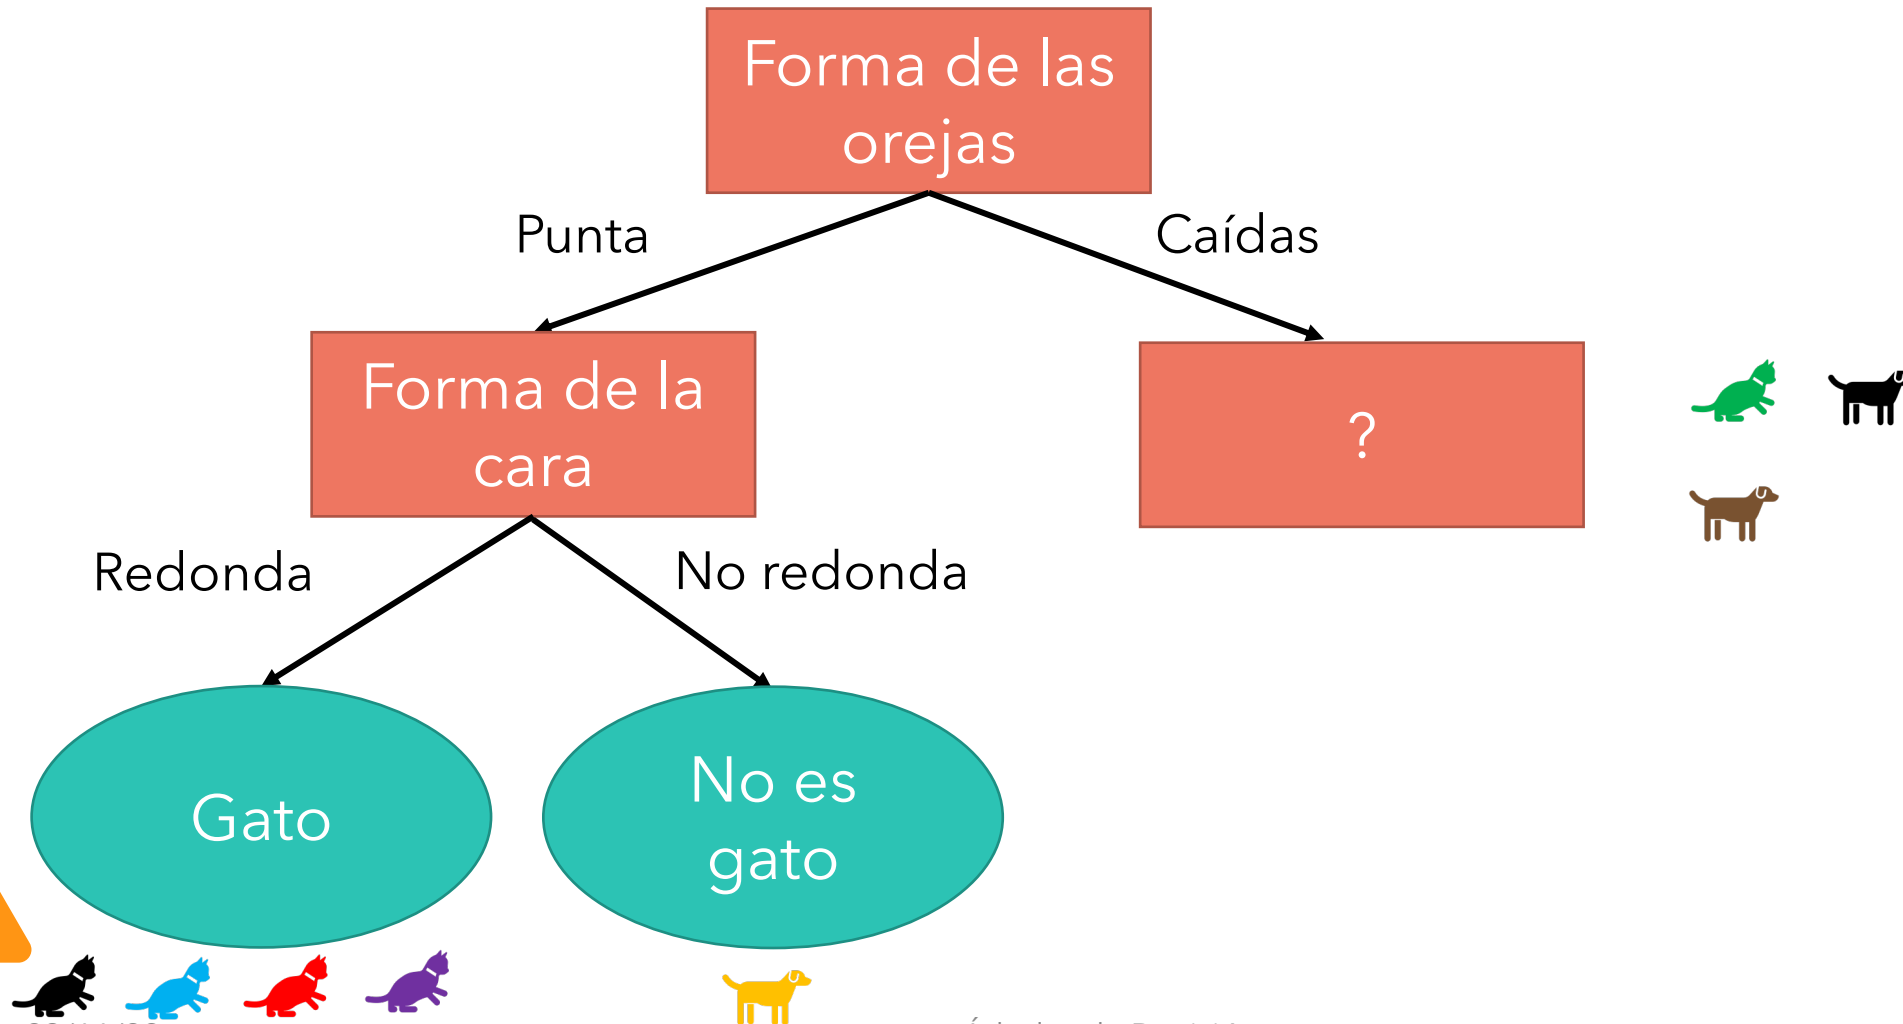 Forma de las
orejas
Punta
Caídas
Forma de la
cara
?
Redonda
No redonda
Gato
No es
gato